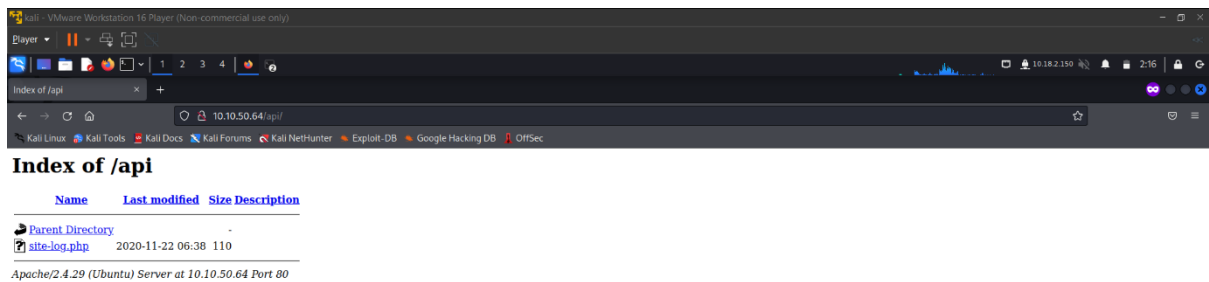 kali - VMware Workstation 16 Player (Non-commercial use only)
Player
1 2 3 4 10.18.2.150 2:16
Index of /api
10.10.50.64/api/
Kali Linux Kali Tools Kali Docs Kali Forums Kali NetHunter Exploit-DB Google Hacking DB OffSec
Index of /api
Name Last modified Size Description
Parent Directory -
site-log.php 2020-11-22 06:38 110
Apache/2.4.29 (Ubuntu) Server at 10.10.50.64 Port 80